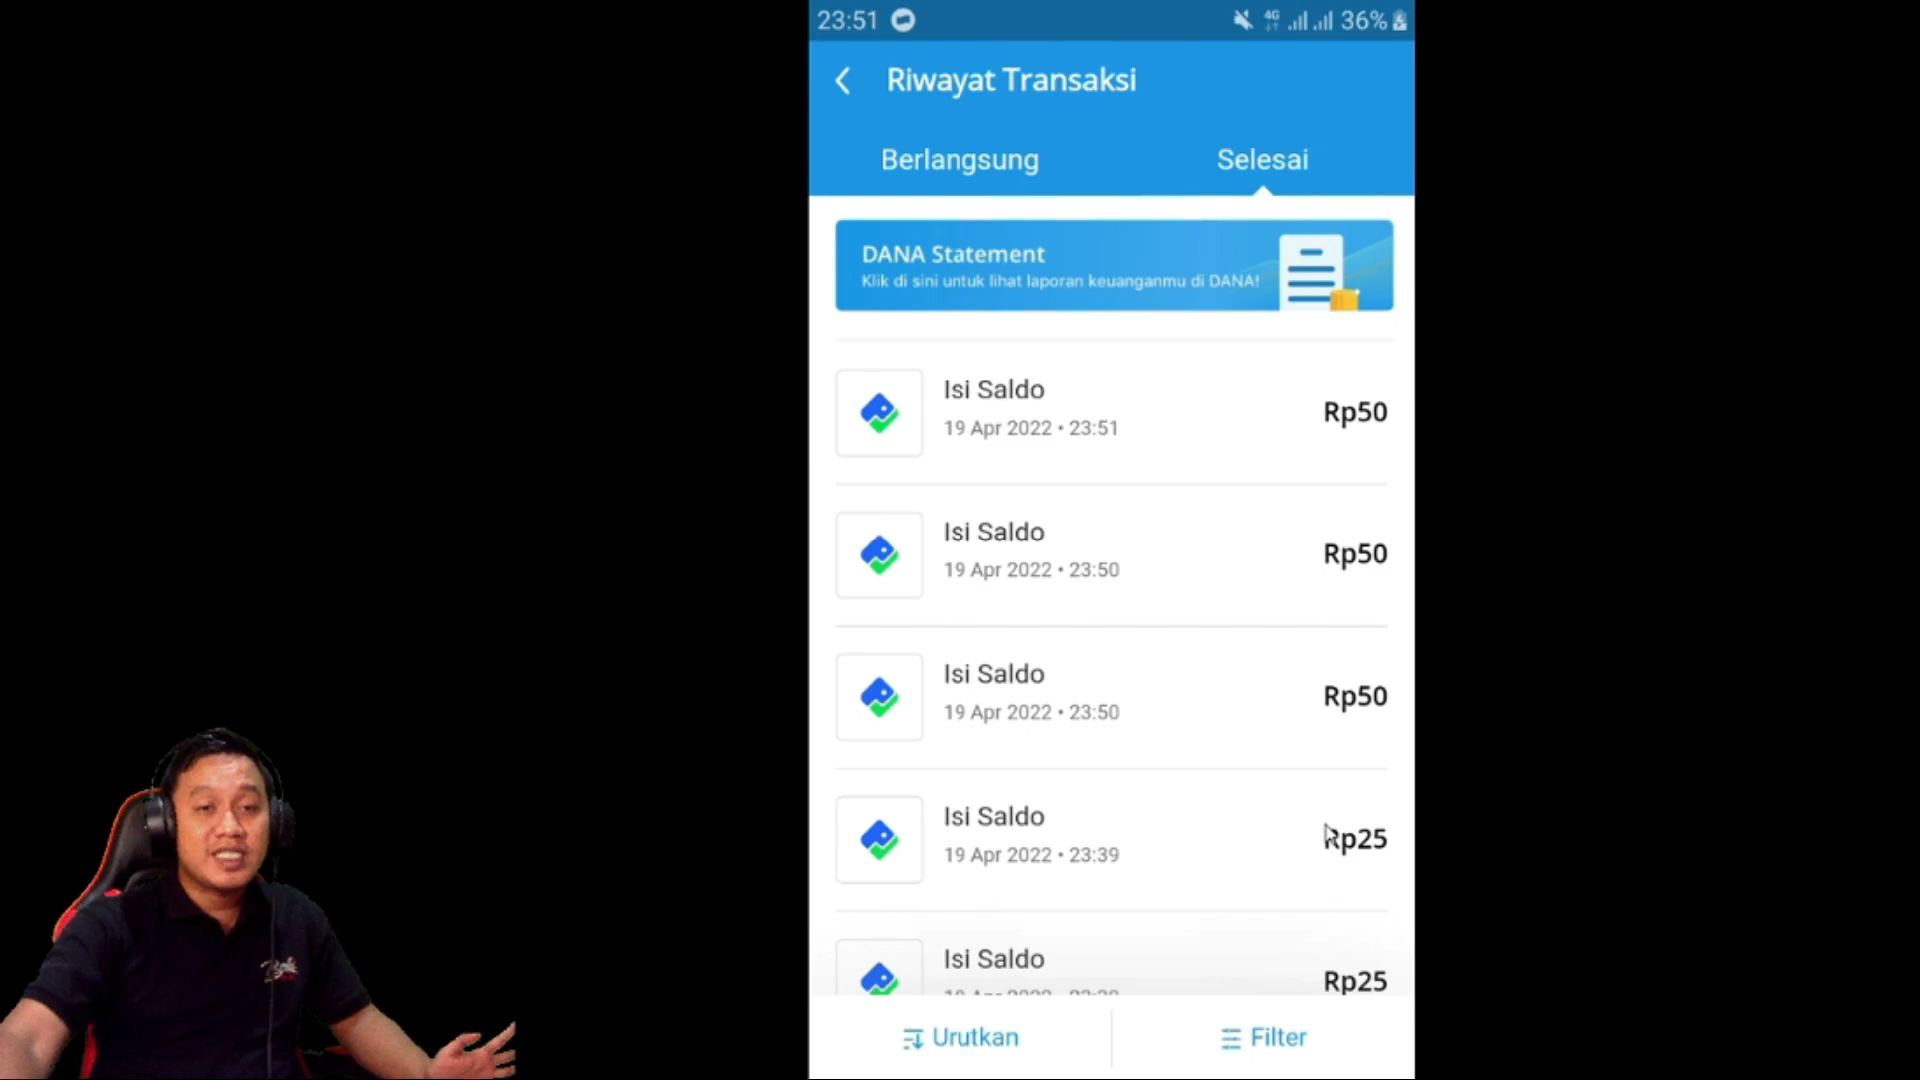 23:51
4G 36%
Riwayat Transaksi
Berlangsung Selesai
DANA Statement
Klik di sini untuk lihat laporan keuanganmu di DANA!
Isi Saldo
19 Apr 2022 • 23:51
Rp50
Isi Saldo
19 Apr 2022 • 23:50
Rp50
Isi Saldo
19 Apr 2022 • 23:50
Rp50
Isi Saldo
19 Apr 2022 • 23:39
Rp25
Isi Saldo
Rp25
Urutkan Filter